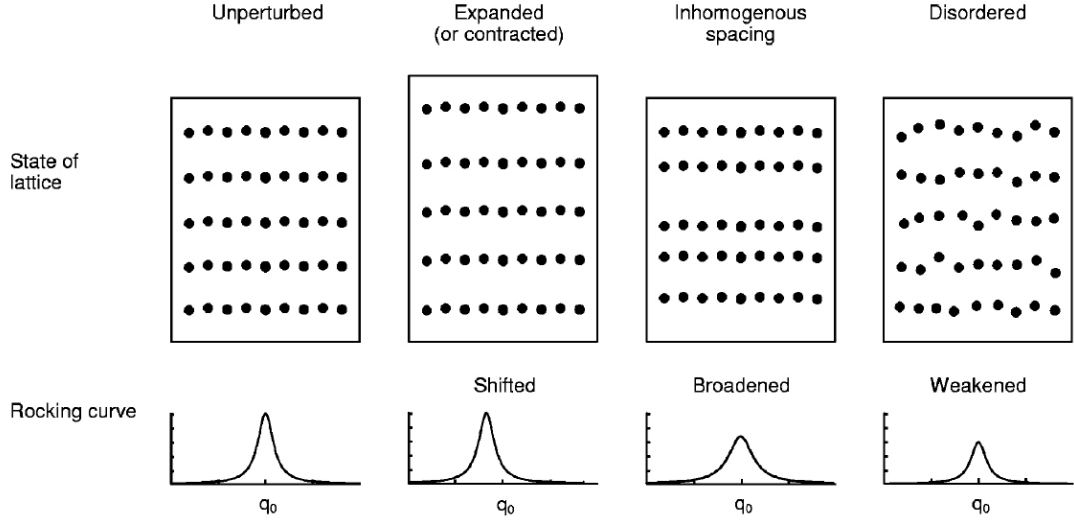 Unperturbed
Expanded
(or contracted)
Inhomogenous
spacing
Disordered
State of
lattice
Shifted
Broadened
Weakened
Rocking curve
q₀
q₀
q₀
q₀